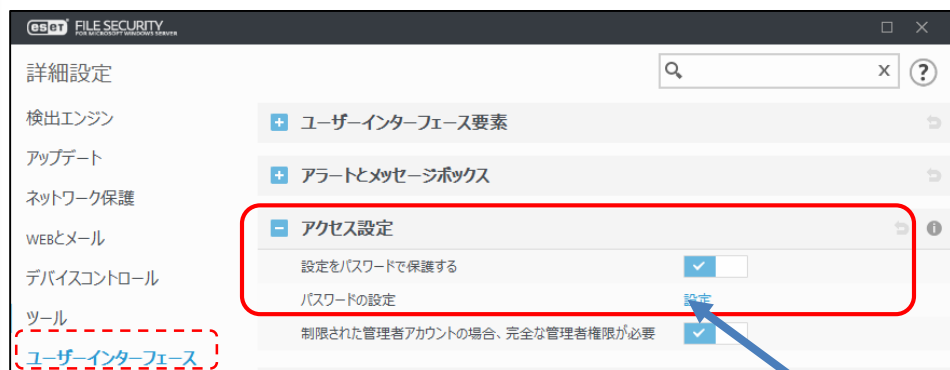 eset FILE SECURITY
FOR MICROSOFT WINDOWS SERVER
詳細設定
x
?
検出エンジン
アップデート
ネットワーク保護
WEBとメール
デバイスコントロール
ツール
ユーザーインターフェース
ユーザーインターフェース要素
アラートとメッセージボックス
アクセス設定
設定をパスワードで保護する
パスワードの設定 設定
制限された管理者アカウントの場合、完全な管理者権限が必要